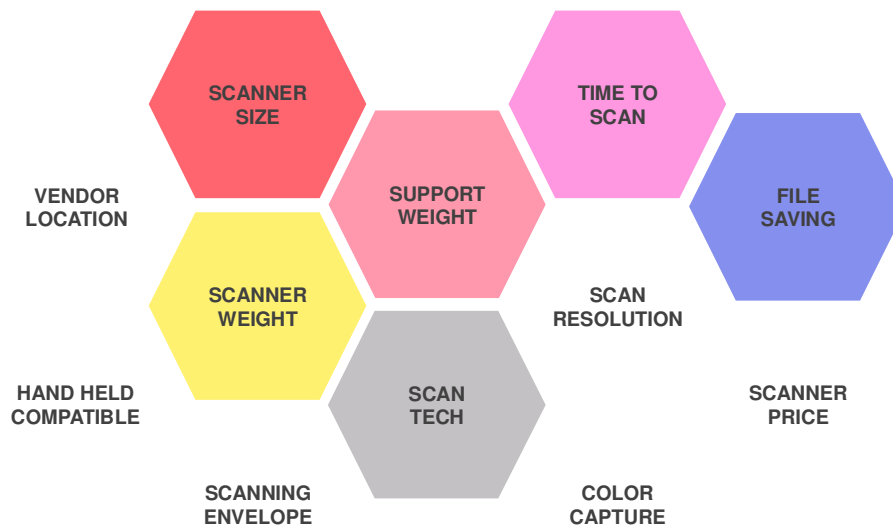 SCANNER
SIZE
TIME TO
SCAN
VENDOR
LOCATION
SUPPORT
WEIGHT
FILE
SAVING
SCANNER
WEIGHT
SCAN
RESOLUTION
HAND HELD
COMPATIBLE
SCAN
TECH
SCANNER
PRICE
SCANNING
ENVELOPE
COLOR
CAPTURE